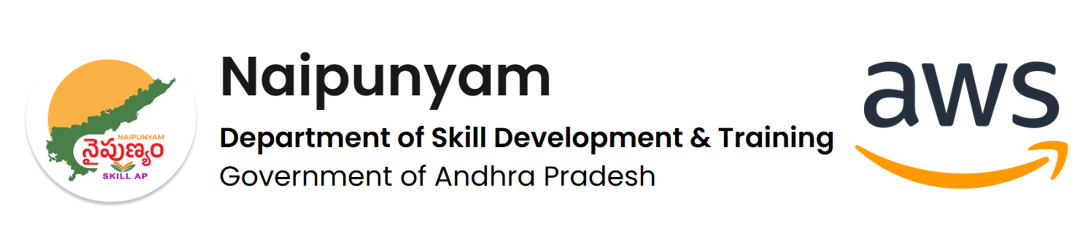 NAIPUNYAM
నైపుణ్యం
SKILL AP
Naipunyam
Department of Skill Development & Training
Government of Andhra Pradesh
aws